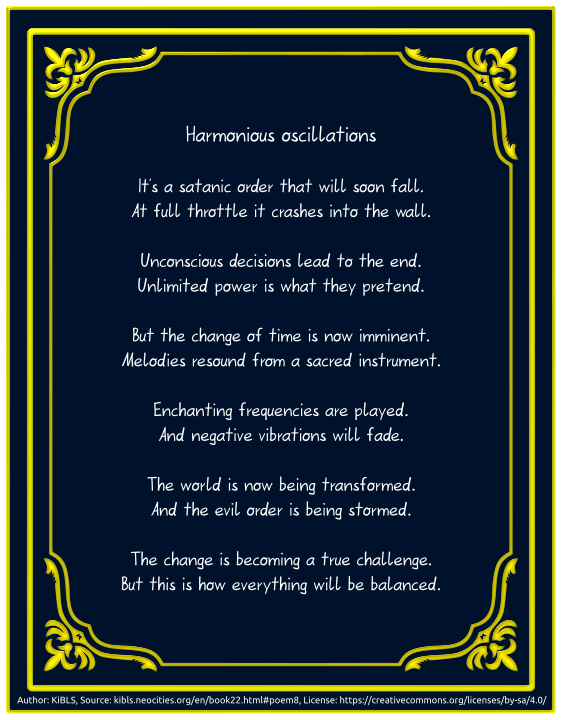 Harmonious oscillations
It's a satanic order that will soon fall.
At full throttle it crashes into the wall.
Unconscious decisions lead to the end.
Unlimited power is what they pretend.
But the change of time is now imminent.
Melodies resound from a sacred instrument.
Enchanting frequencies are played.
And negative vibrations will fade.
The world is now being transformed.
And the evil order is being stormed.
The change is becoming a true challenge.
But this is how everything will be balanced.
Author: KiBLS, Source: kibls.neocities.org/en/book22.html#poem8, License: https://creativecommons.org/licenses/by-sa/4.0/